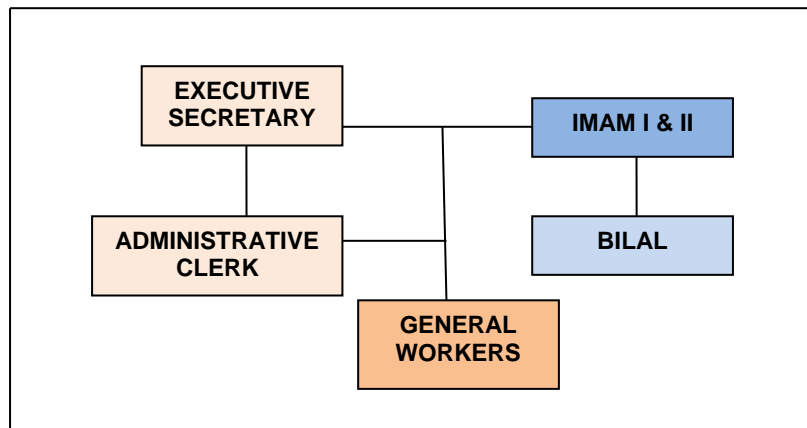 EXECUTIVE
SECRETARY
IMAM I & II
ADMINISTRATIVE
CLERK
BILAL
GENERAL
WORKERS